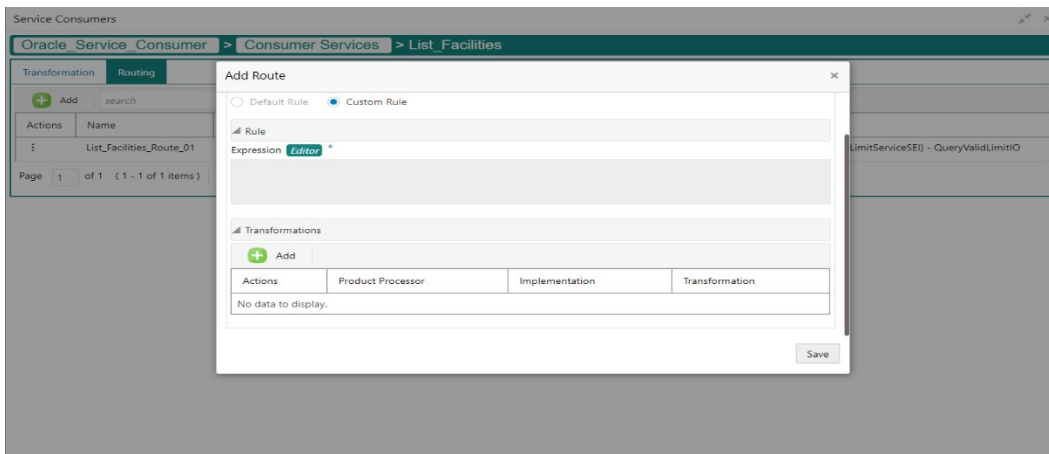 Service Consumers
Oracle_Service_Consumer > Consumer Services > List_Facilities
Transformation Routing
Add search
Actions Name
List_Facilities_Route_01 LimitServiceSEI) - QueryValidLimitIO
Page 1 of 1 ( 1 - 1 of 1 items )
Add Route
Default Rule Custom Rule
Rule
Expression Editor *
Transformations
Add
Actions Product Processor Implementation Transformation
No data to display.
Save